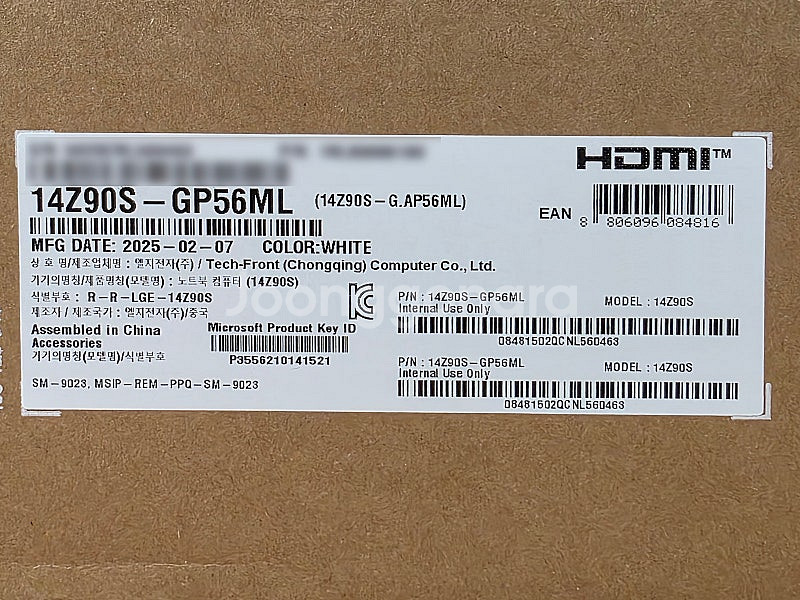 HDMI™
14Z90S-GP56ML (14Z90S-G.AP56ML)
EAN 8 806096 084816
MFG DATE: 2025-02-07 COLOR:WHITE
상 호 명/제조업체명 : 엘지전자(주) / Tech-Front (Chongqing) Computer Co., Ltd.
기기의명칭/제품명칭(모델명) : 노트북 컴퓨터 (14Z90S)
식별부호 : R-R-LGE-14Z90S
제조자 / 제조국가 : 엘지전자(주)/중국
Assembled in China
Accessories
기기의명칭(모델명)/식별부호
Microsoft Product Key ID
P3556210141521
SM-9023, MSIP-REM-PPQ-SM-9023
P/N : 14Z90S-GP56ML MODEL : 14Z90S
Internal Use Only
08481502QCNL560463
P/N : 14Z90S-GP56ML MODEL : 14Z90S
Internal Use Only
08481502QCNL560463
Joonggonara